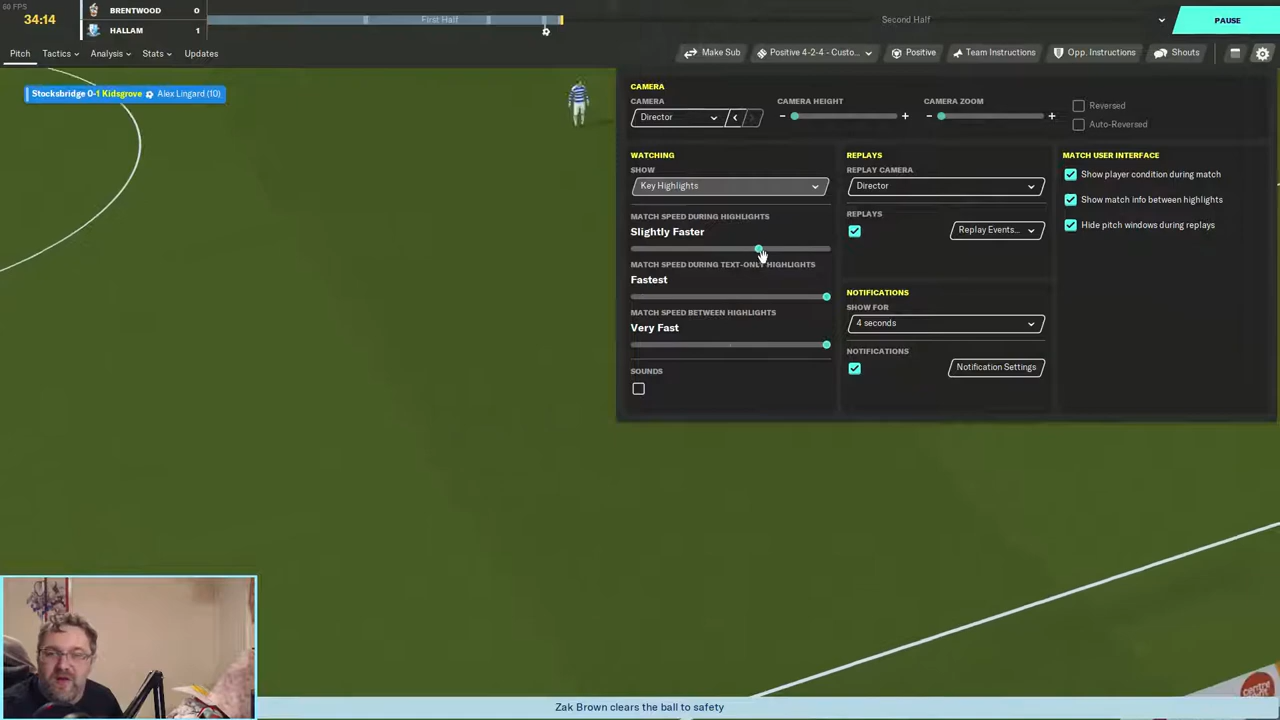 60 FPS
34:14
BRENTWOOD 0
HALLAM 1
First Half
Second Half
PAUSE
Pitch
Tactics
Analysis
Stats
Updates
Make Sub
Positive 4-2-4 - Custo...
Positive
Team Instructions
Opp. Instructions
Shouts
Stocksbridge 0-1 Kidsgrove Alex Lingard (10)
CAMERA
CAMERA
Director
CAMERA HEIGHT
- +
CAMERA ZOOM
- +
Reversed
Auto-Reversed
WATCHING
SHOW
Key Highlights
MATCH SPEED DURING HIGHLIGHTS
Slightly Faster
MATCH SPEED DURING TEXT-ONLY HIGHLIGHTS
Fastest
MATCH SPEED BETWEEN HIGHLIGHTS
Very Fast
SOUNDS
REPLAYS
REPLAY CAMERA
Director
REPLAYS
Replay Events...
NOTIFICATIONS
SHOW FOR
4 seconds
NOTIFICATIONS
Notification Settings
MATCH USER INTERFACE
Show player condition during match
Show match info between highlights
Hide pitch windows during replays
Zak Brown clears the ball to safety